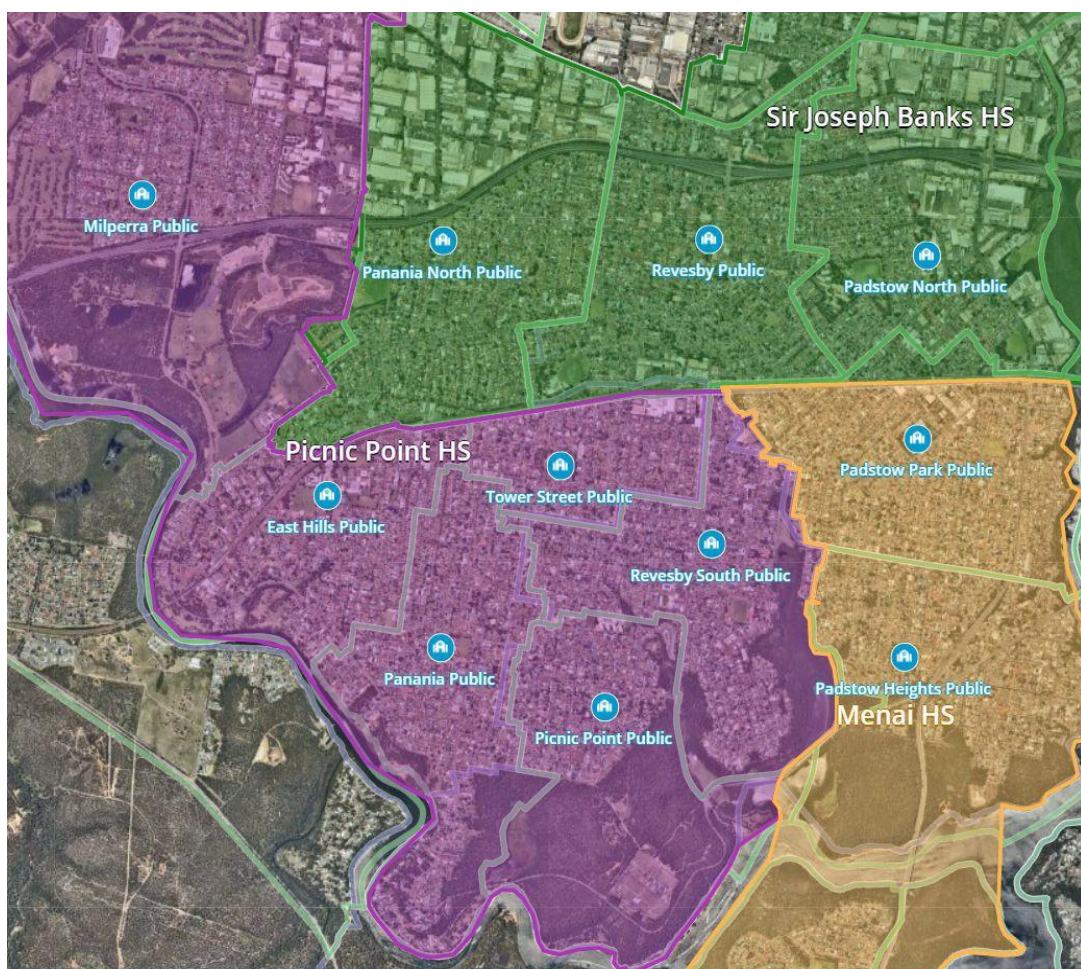 Sir Joseph Banks HS
Milperra Public
Panania North Public
Revesby Public
Padstow North Public
Picnic Point HS
Padstow Park Public
Tower Street Public
East Hills Public
Revesby South Public
Panania Public
Padstow Heights Public
Menai HS
Picnic Point Public